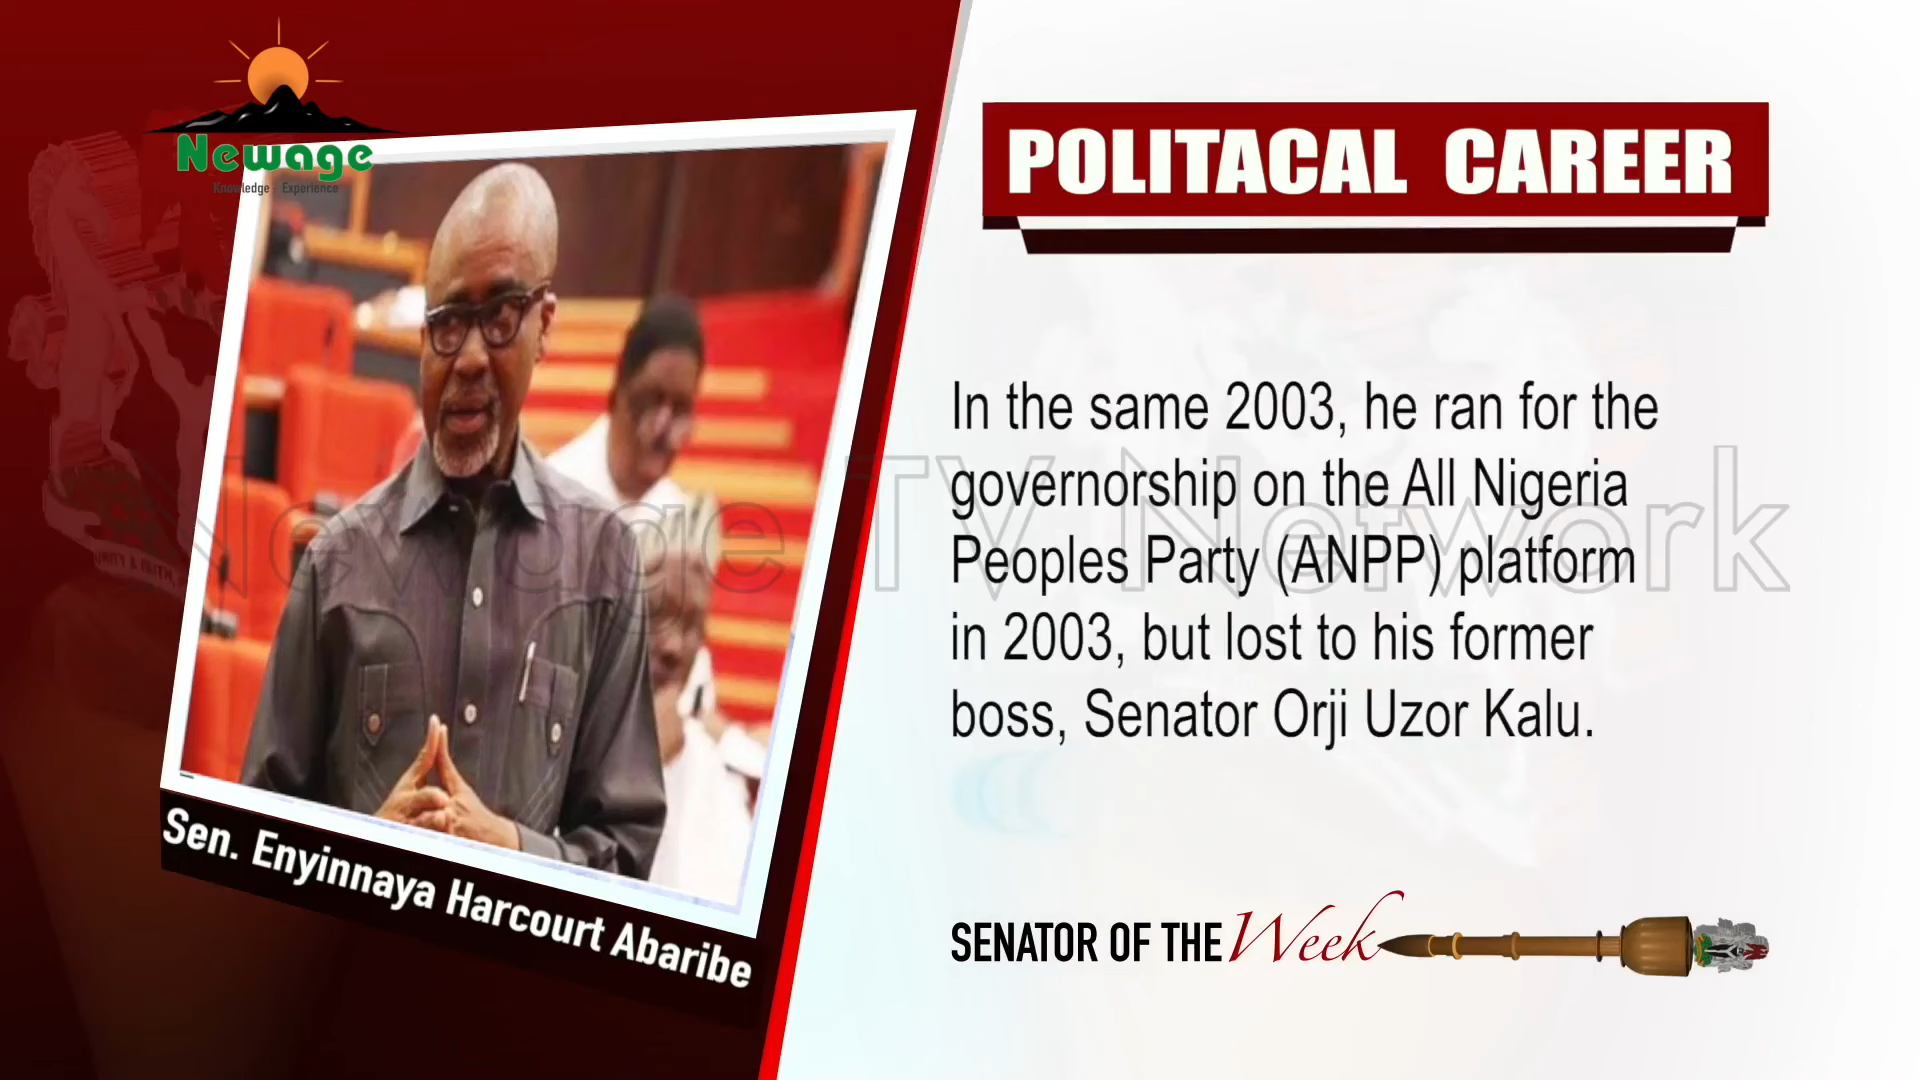 Newage
Knowledge - Experience
POLITACAL CAREER
In the same 2003, he ran for the
governorship on the All Nigeria
Peoples Party (ANPP) platform
in 2003, but lost to his former
boss, Senator Orji Uzor Kalu.
Newage TV Network
Sen. Enyinnaya Harcourt Abaribe
SENATOR OF THE Week